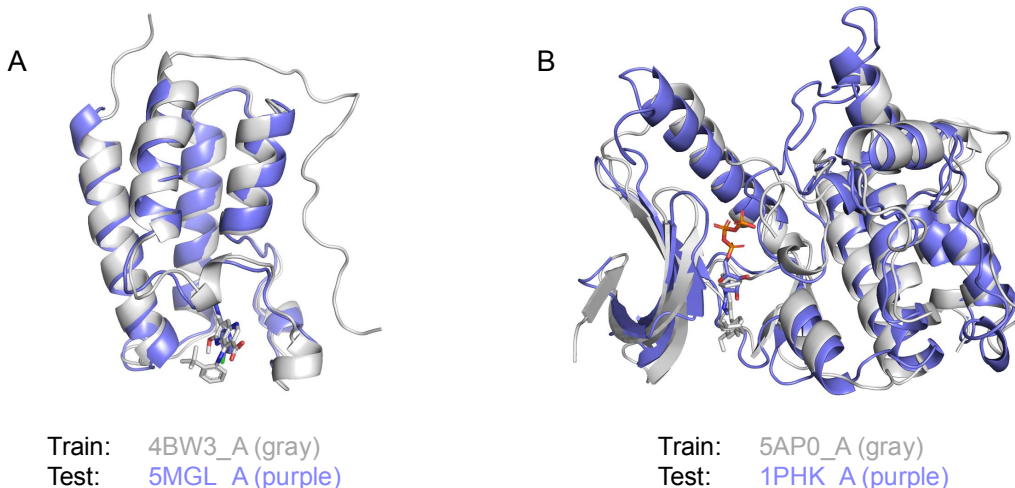 A
B
Train: 4BW3_A (gray)
Test: 5MGL_A (purple)
Train: 5AP0_A (gray)
Test: 1PHK_A (purple)